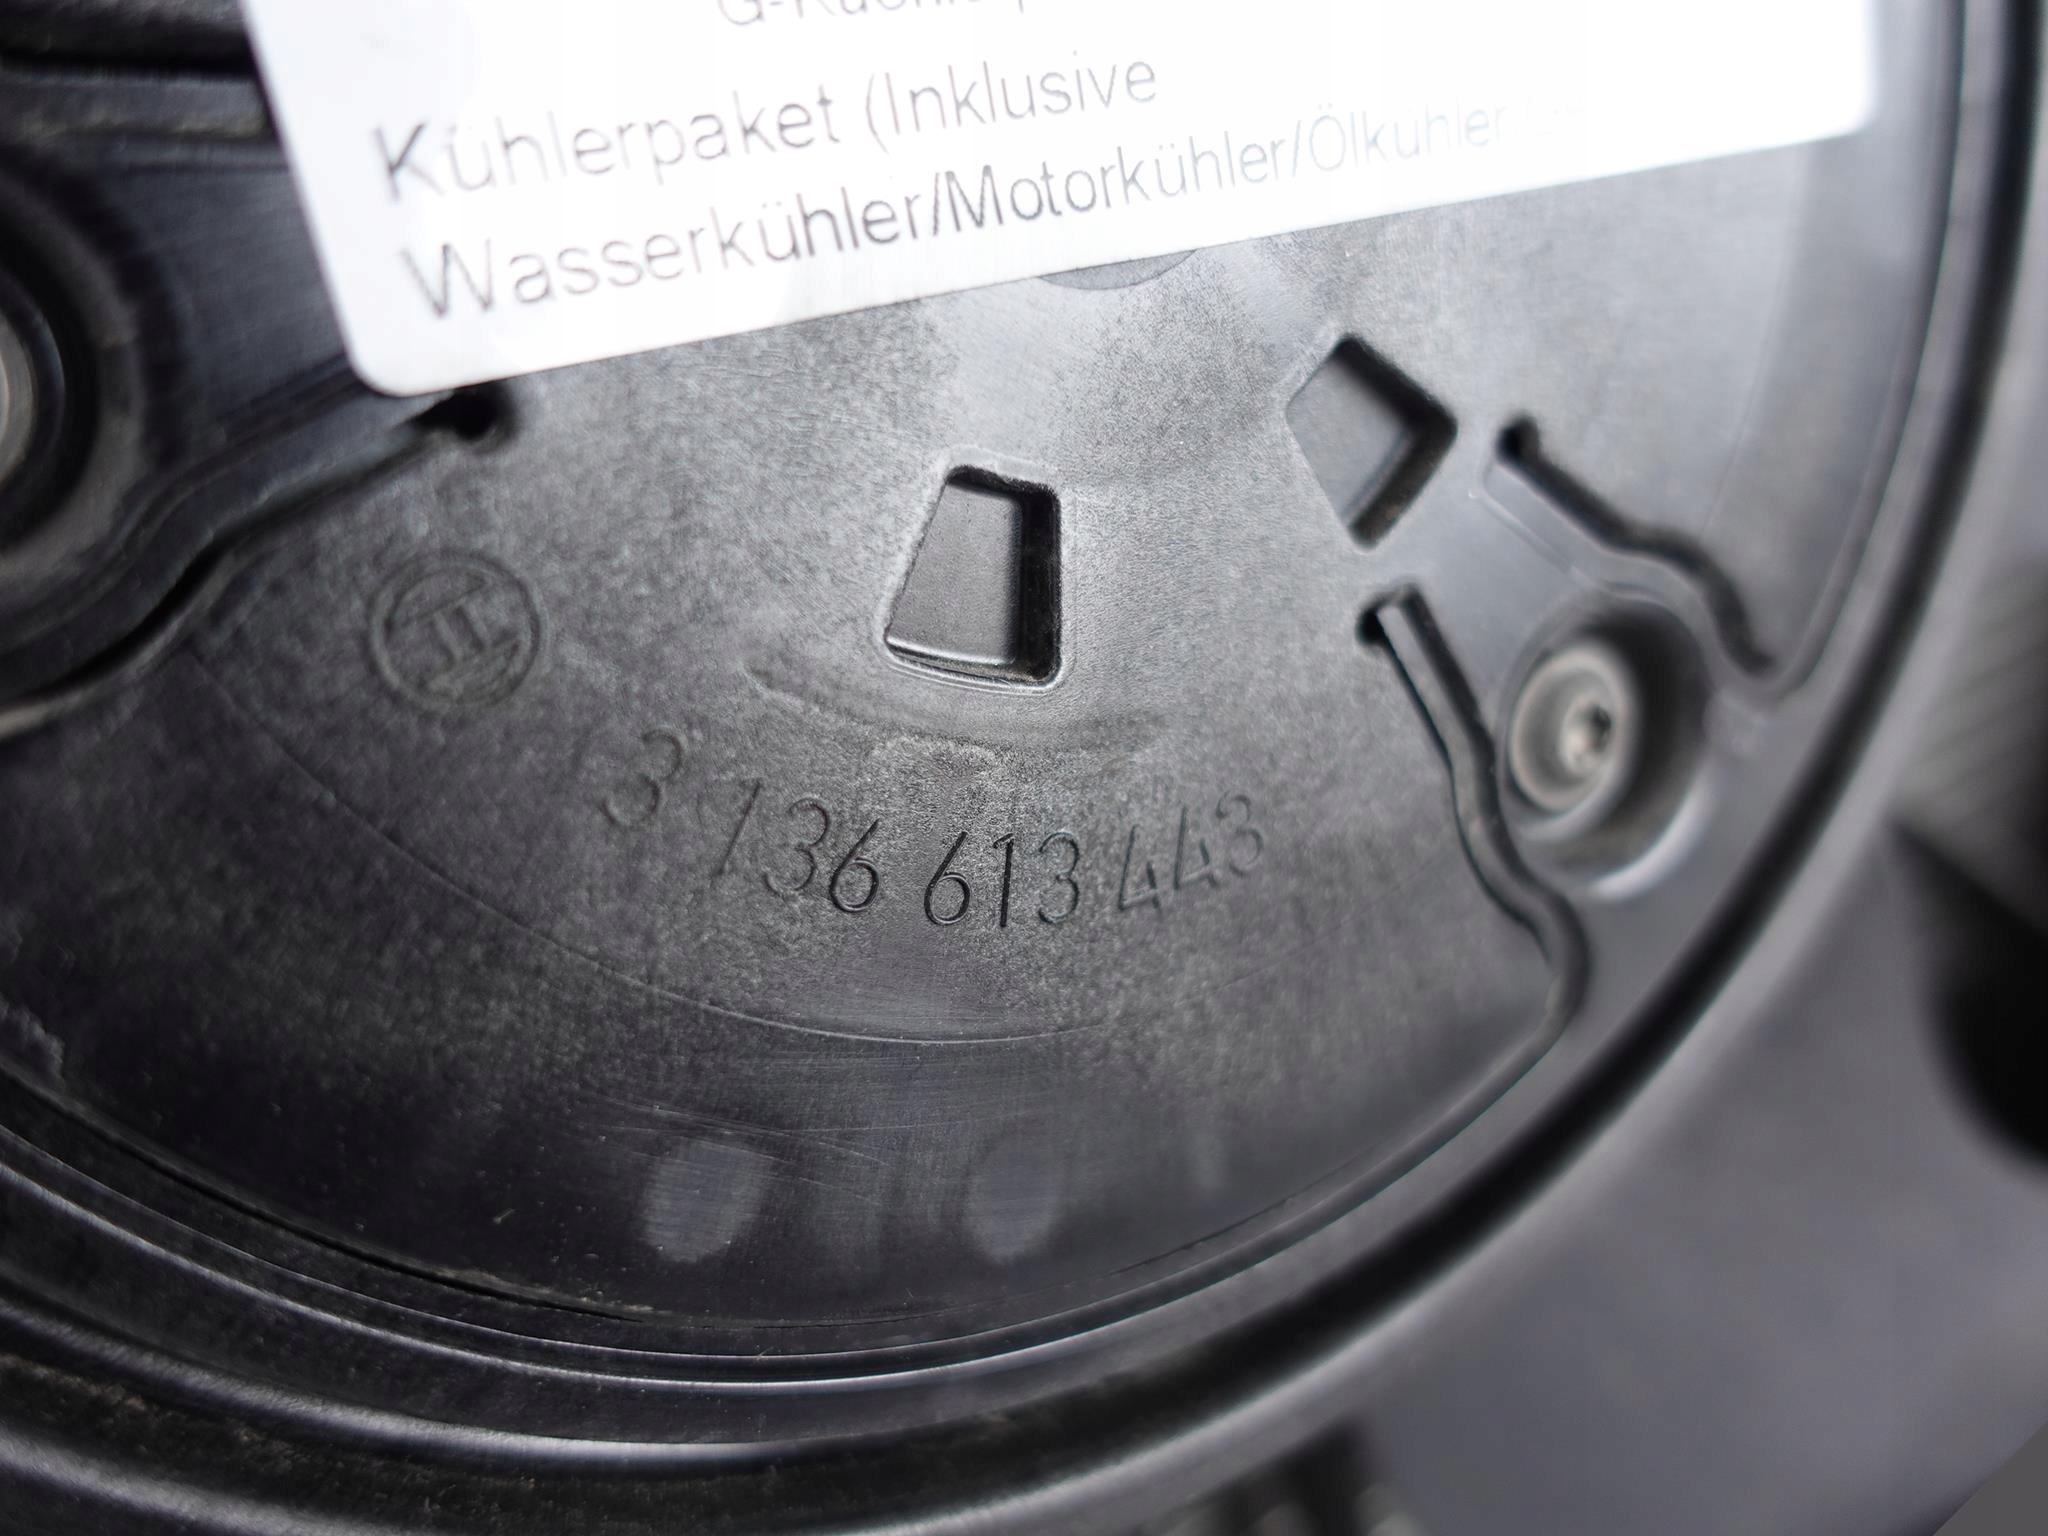 Kühlerpaket (Inklusive
Wasserkühler/Motorkühler/Ölkühler
3 136 613 443